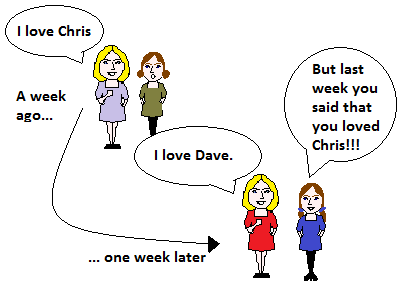 I love Chris
A week
ago...
I love Dave.
But last
week you
said that
you loved
Chris!!!
... one week later